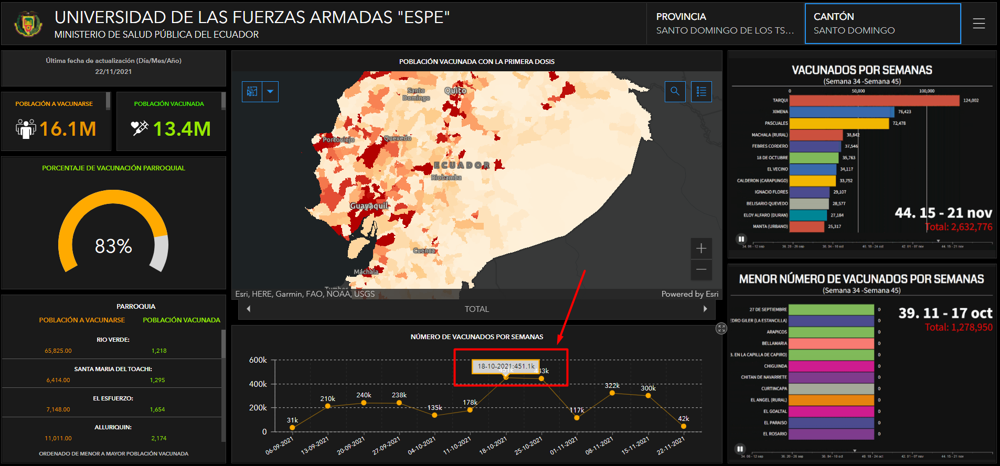 UNIVERSIDAD DE LAS FUERZAS ARMADAS "ESPE"
MINISTERIO DE SALUD PÚBLICA DEL ECUADOR
PROVINCIA
SANTO DOMINGO DE LOS TS...
CANTÓN
SANTO DOMINGO
Última fecha de actualización (Día/Mes/Año)
22/11/2021
POBLACIÓN A VACUNARSE
16.1M
POBLACIÓN VACUNADA
13.4M
PORCENTAJE DE VACUNACIÓN PARROQUIAL
83%
PARROQUIA
POBLACIÓN A VACUNARSE POBLACIÓN VACUNADA
RIO VERDE:
65,825.00 1,218
SANTA MARIA DEL TOACHI:
6,414.00 1,295
EL ESFUERZO:
7,148.00 1,654
ALLURIQUIN:
11,011.00 2,174
ORDENADO DE MENOR A MAYOR POBLACIÓN VACUNADA
POBLACIÓN VACUNADA CON LA PRIMERA DOSIS
Santo
Domingo
Quito
Portoviejo
Quevedo
ECUADOR
Riobamba
Guayaquil
Cuenca
Machala
Tumbes
Esri, HERE, Garmin, FAO, NOAA, USGS
Powered by Esri
TOTAL
NÚMERO DE VACUNADOS POR SEMANAS
600k
400k
200k
0
18-10-2021:451.1k
31k
210k
240k
238k
135k
178k
451k
443k
117k
322k
300k
42k
06-09-2021
13-09-2021
20-09-2021
27-09-2021
04-10-2021
11-10-2021
18-10-2021
25-10-2021
01-11-2021
08-11-2021
15-11-2021
22-11-2021
VACUNADOS POR SEMANAS
(Semana 34 -Semana 45)
0 50,000 100,000
TARQUI 124,002
XIMENA 76,423
PASCUALES 72,478
MACHALA (RURAL) 38,842
FEBRES CORDERO 37,546
18 DE OCTUBRE 35,763
EL VECINO 34,117
CALDERON (CARAPUNGO) 33,752
IGNACIO FLORES 29,107
BELISARIO QUEVEDO 28,577
ELOY ALFARO (DURAN) 27,184
MANTA (URBANO) 25,317
44. 15 - 21 nov
Total: 2,632,776
34. 06 - 12 sep 36. 20 - 26 sep 38. 04 - 10 oct 40. 18 - 24 oct 42. 01 - 07 nov 44. 15 - 21 nov
MENOR NÚMERO DE VACUNADOS POR SEMANAS
(Semana 34 -Semana 45)
27 DE SEPTIEMBRE 0
EDRO GILER (LA ESTANCILLA) 0
ARAPICOS 0
BELLAMARIA 0
3. EN LA CAPILLA DE CAPIRO) 0
CHIGUINDA 0
CHITAN DE NAVARRETE 0
CURTINCAPA 0
EL ANGEL (RURAL) 0
EL GOALTAL 0
EL PARAISO 0
EL ROSARIO 0
39. 11 - 17 oct
Total: 1,278,950
34. 06 - 12 sep 36. 20 - 26 sep 38. 04 - 10 oct 40. 18 - 24 oct 42. 01 - 07 nov 44. 15 - 21 nov